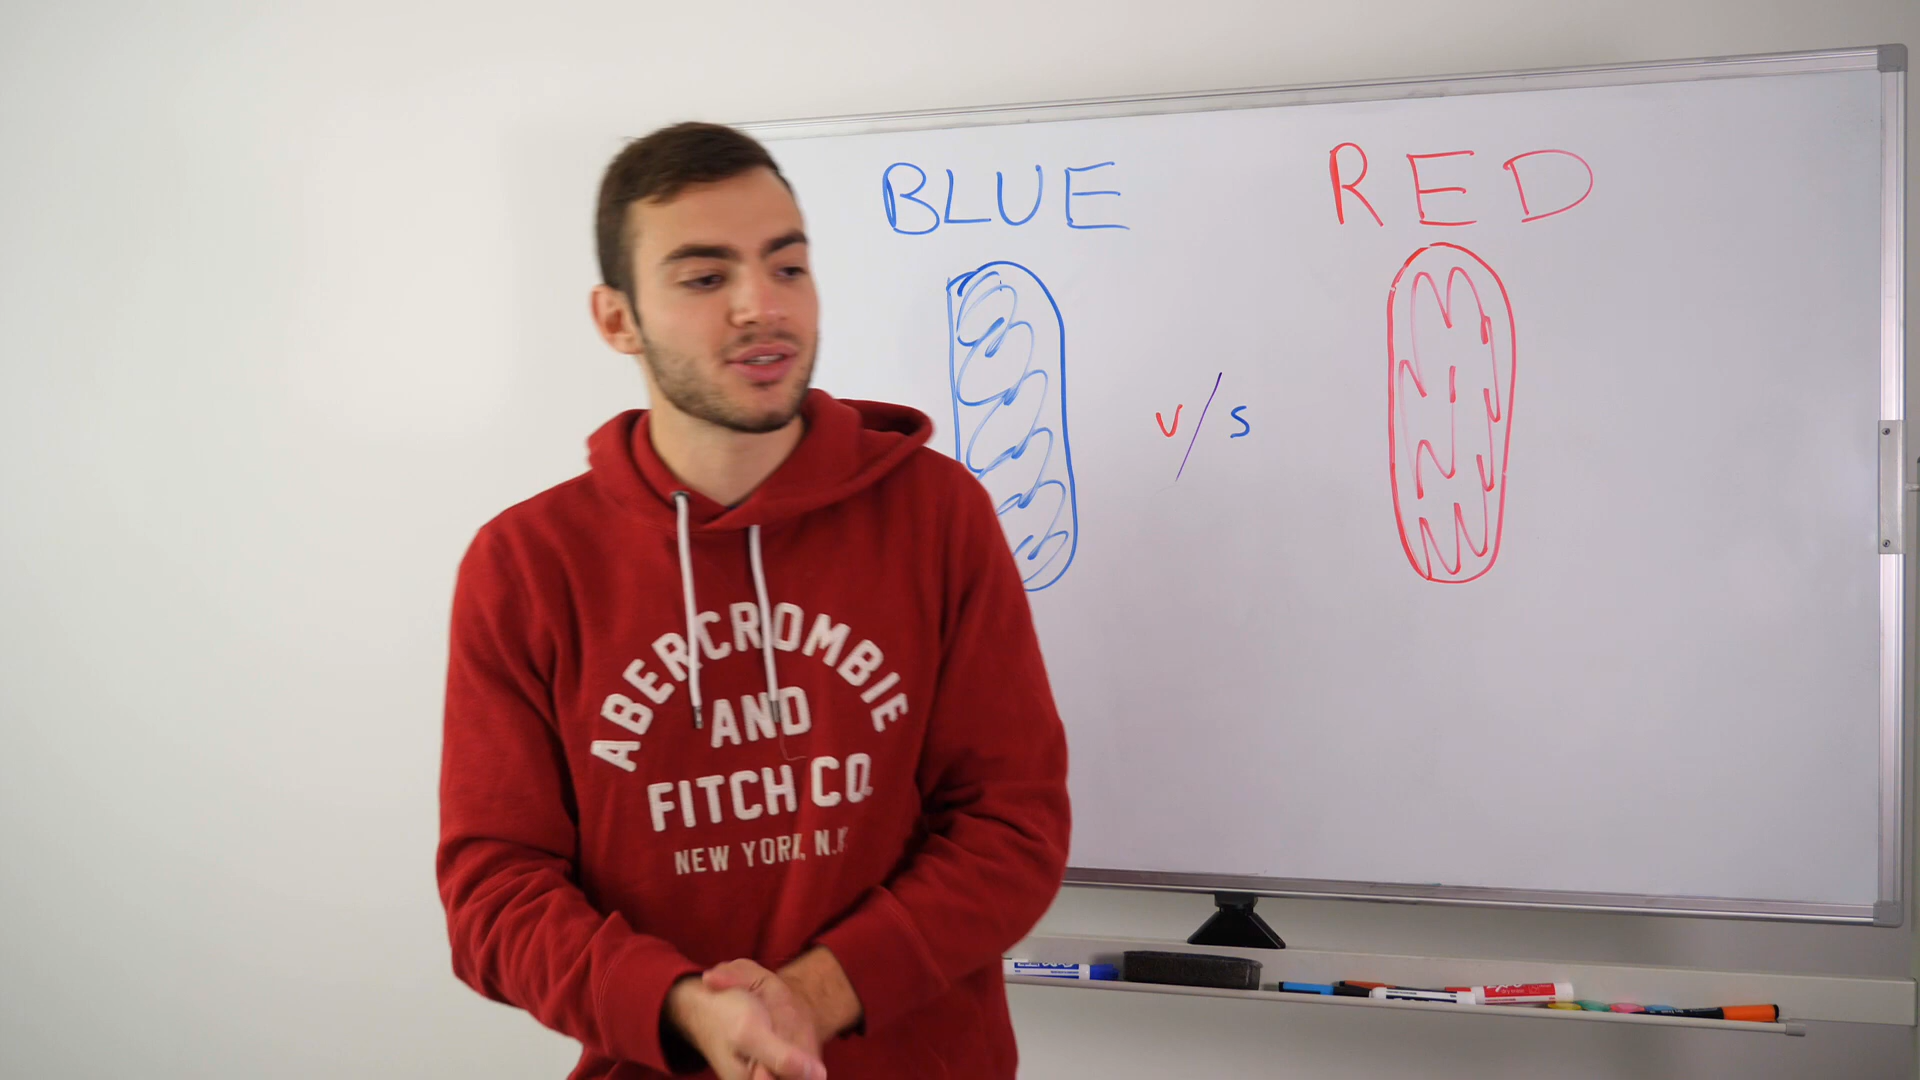 BLUE
RED
v/s
ABERCROMBIE
AND
FITCH CO.
NEW YORK, N.Y.